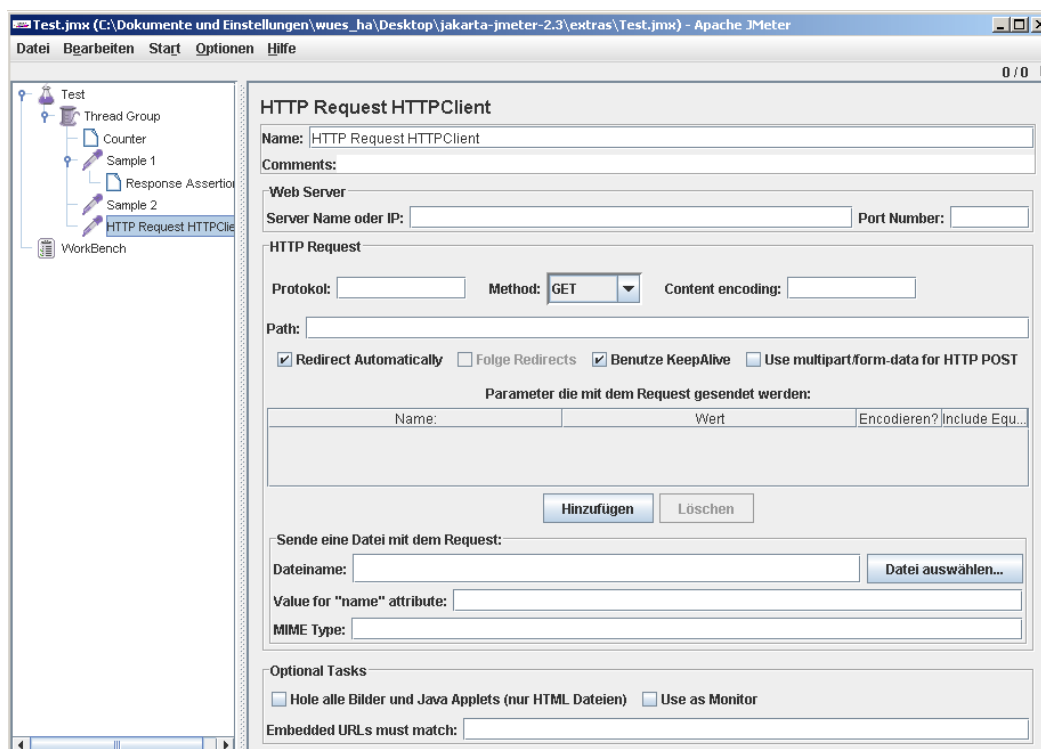 Test.jmx (C:\Dokumente und Einstellungen\wues_ha\Desktop\jakarta-jmeter-2.3\extras\Test.jmx) - Apache JMeter
Datei Bearbeiten Start Optionen Hilfe
0 / 0
Test
Thread Group
Counter
Sample 1
Response Assertion
Sample 2
HTTP Request HTTPClie
WorkBench
HTTP Request HTTPClient
Name: HTTP Request HTTPClient
Comments:
Web Server
Server Name oder IP: Port Number:
HTTP Request
Protokol: Method: GET Content encoding:
Path:
Redirect Automatically Folge Redirects Benutze KeepAlive Use multipart/form-data for HTTP POST
Parameter die mit dem Request gesendet werden:
Name: Wert Encodieren? Include Equ...
Hinzufügen Löschen
Sende eine Datei mit dem Request:
Dateiname: Datei auswählen...
Value for "name" attribute:
MIME Type:
Optional Tasks
Hole alle Bilder und Java Applets (nur HTML Dateien) Use as Monitor
Embedded URLs must match: